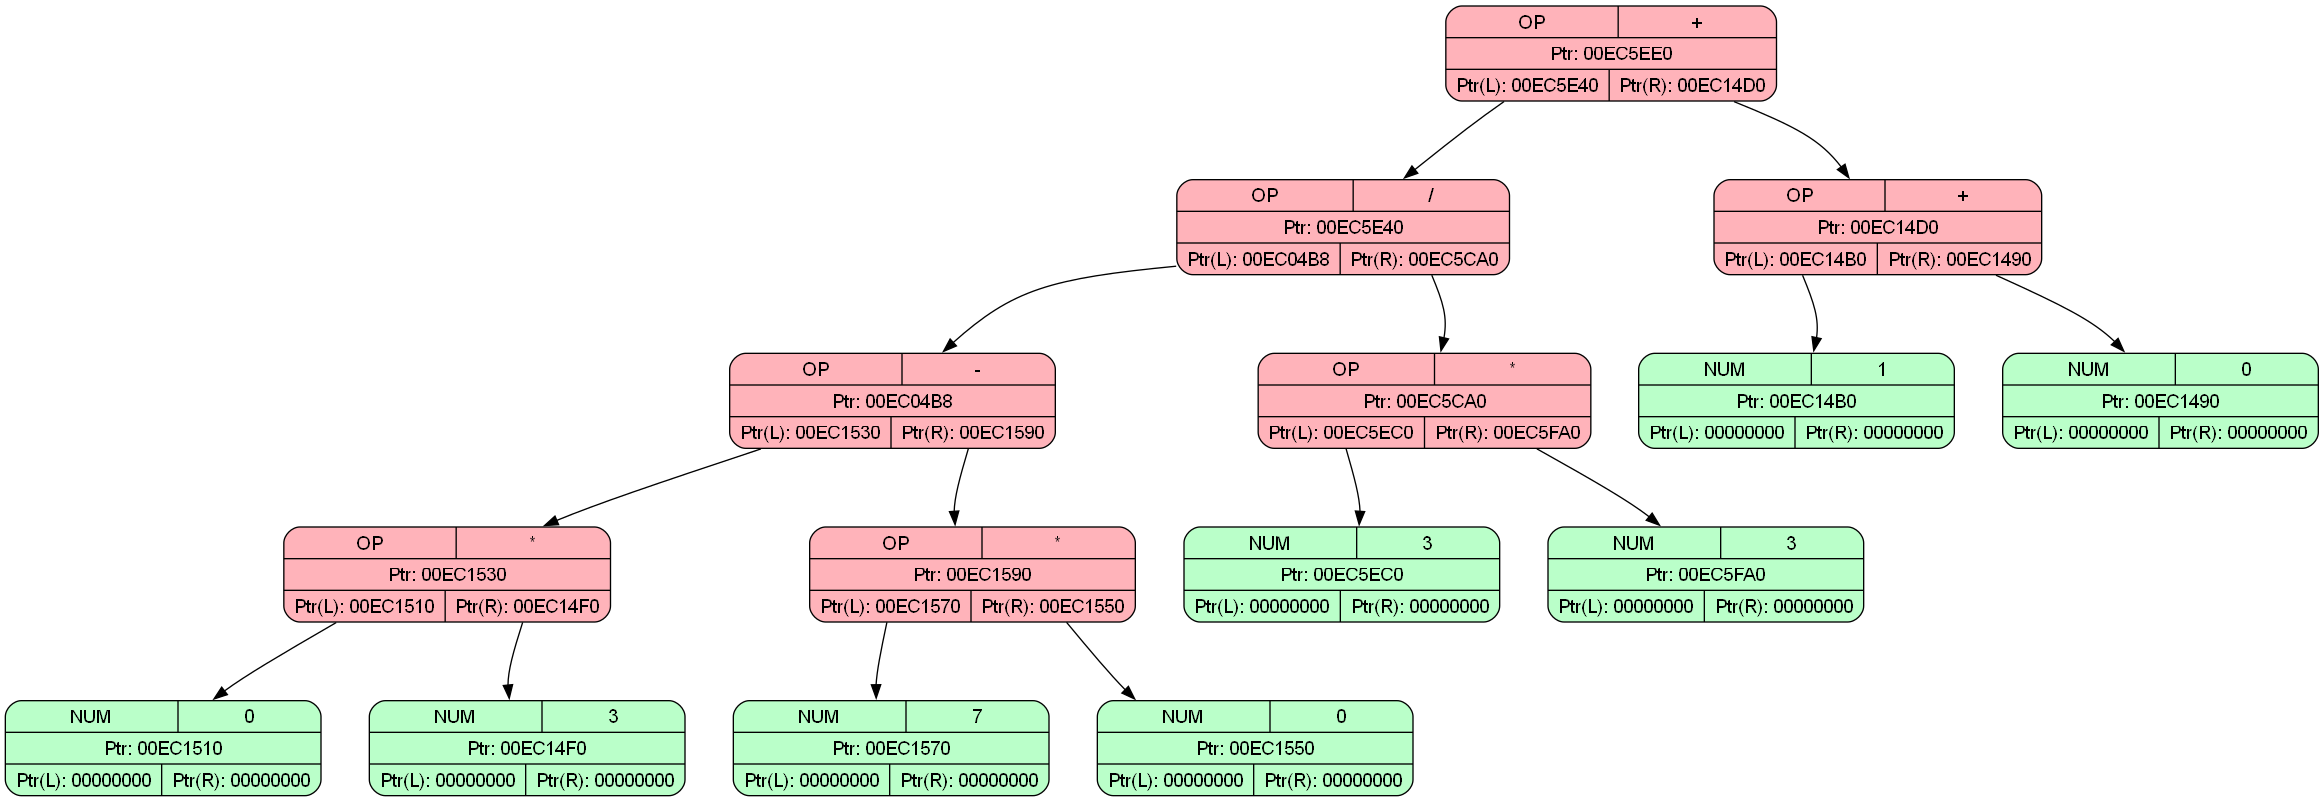 OP +
Ptr: 00EC5EE0
Ptr(L): 00EC5E40 Ptr(R): 00EC14D0
OP /
Ptr: 00EC5E40
Ptr(L): 00EC04B8 Ptr(R): 00EC5CA0
OP +
Ptr: 00EC14D0
Ptr(L): 00EC14B0 Ptr(R): 00EC1490
OP -
Ptr: 00EC04B8
Ptr(L): 00EC1530 Ptr(R): 00EC1590
OP *
Ptr: 00EC5CA0
Ptr(L): 00EC5EC0 Ptr(R): 00EC5FA0
NUM 1
Ptr: 00EC14B0
Ptr(L): 00000000 Ptr(R): 00000000
NUM 0
Ptr: 00EC1490
Ptr(L): 00000000 Ptr(R): 00000000
OP *
Ptr: 00EC1530
Ptr(L): 00EC1510 Ptr(R): 00EC14F0
OP *
Ptr: 00EC1590
Ptr(L): 00EC1570 Ptr(R): 00EC1550
NUM 3
Ptr: 00EC5EC0
Ptr(L): 00000000 Ptr(R): 00000000
NUM 3
Ptr: 00EC5FA0
Ptr(L): 00000000 Ptr(R): 00000000
NUM 0
Ptr: 00EC1510
Ptr(L): 00000000 Ptr(R): 00000000
NUM 3
Ptr: 00EC14F0
Ptr(L): 00000000 Ptr(R): 00000000
NUM 7
Ptr: 00EC1570
Ptr(L): 00000000 Ptr(R): 00000000
NUM 0
Ptr: 00EC1550
Ptr(L): 00000000 Ptr(R): 00000000